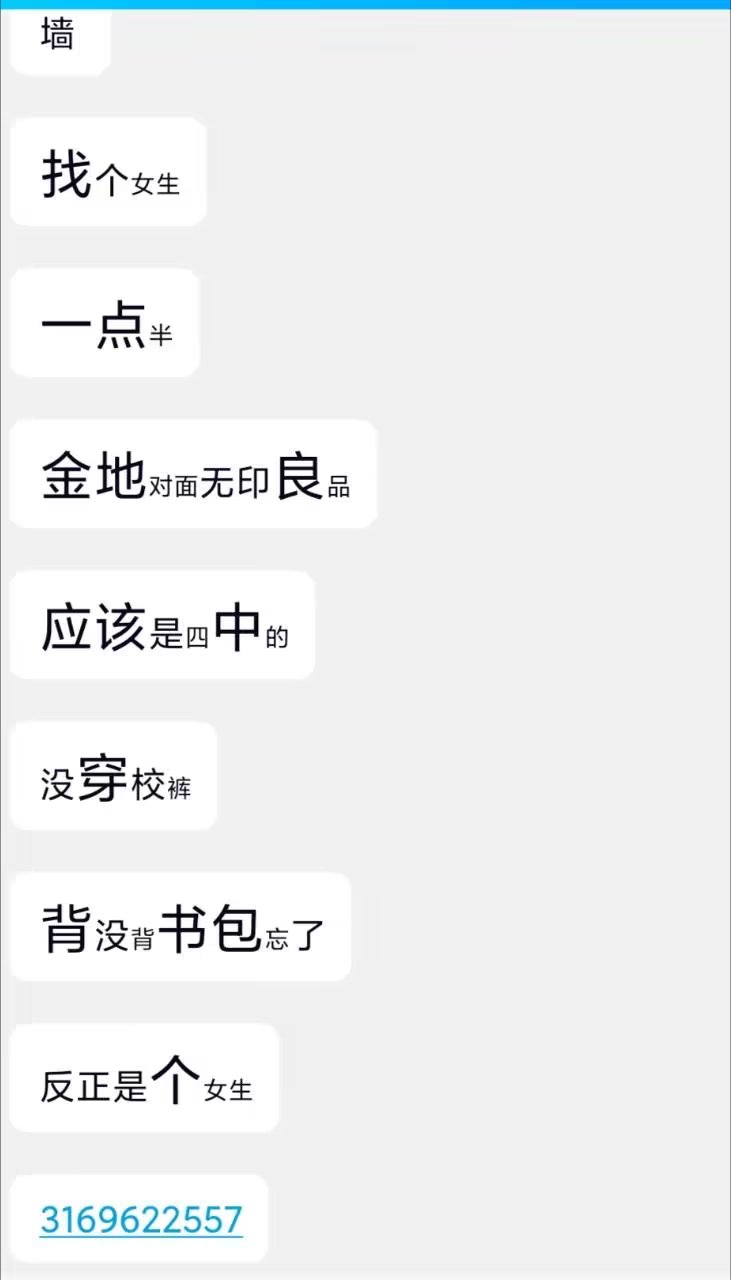 墙
找个女生
一点半
金地对面无印良品
应该是四中的
没穿校裤
背没背书包忘了
反正是个女生
3169622557